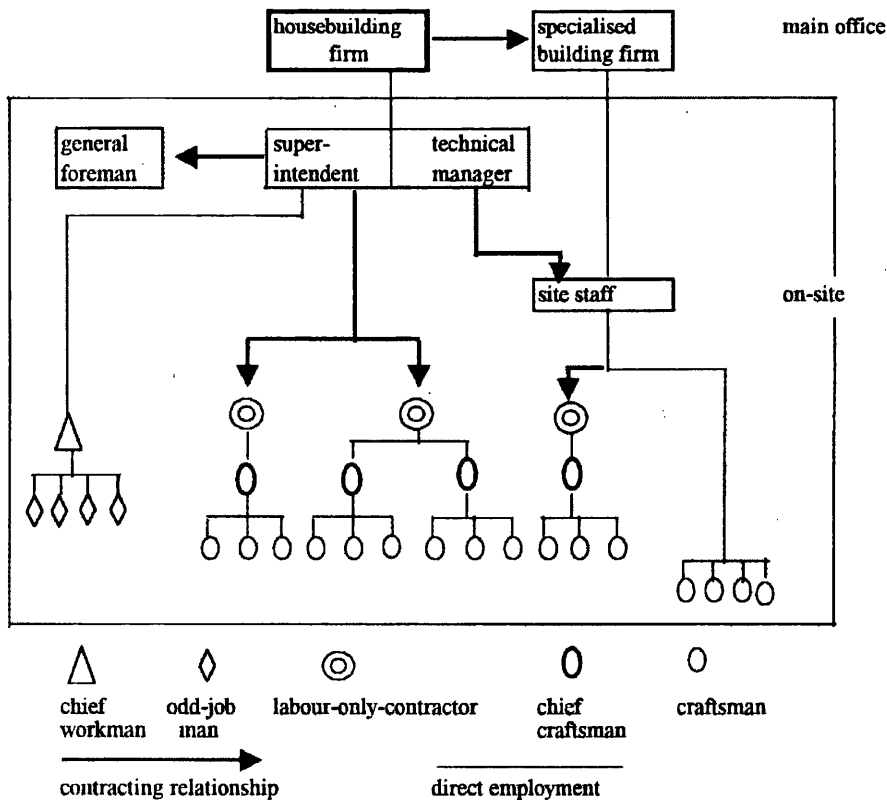 housebuilding
firm
specialised
building firm
main office
general
foreman
super-
intendent
technical
manager
site staff
on-site
chief
workman
odd-job
man
labour-only-contractor
chief
craftsman
craftsman
contracting relationship
direct employment